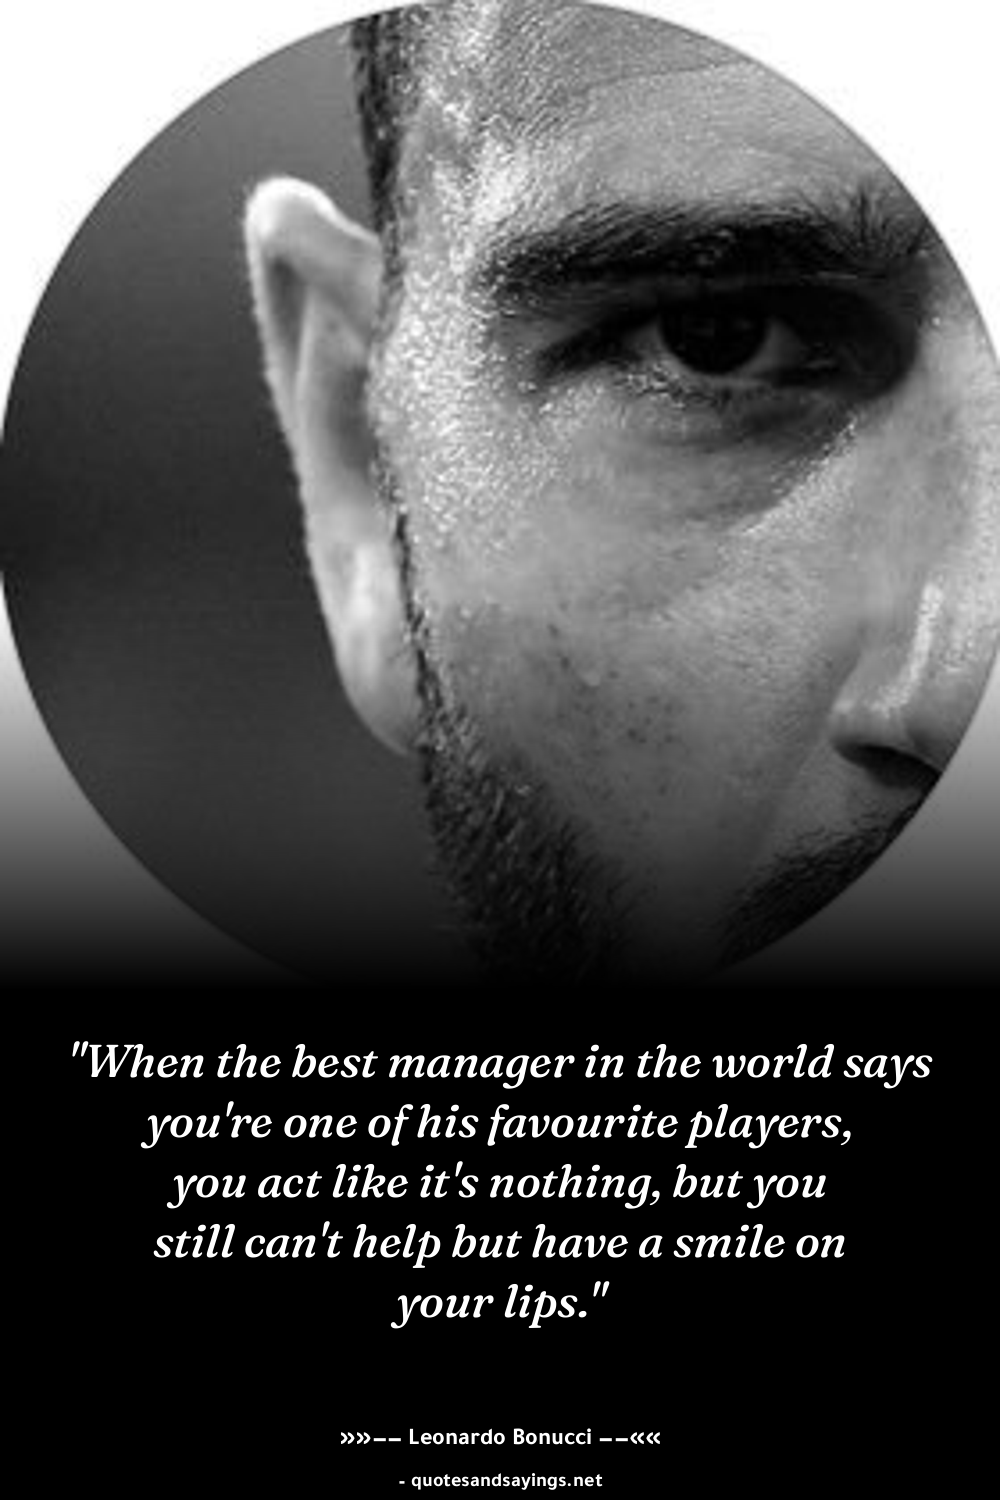 "When the best manager in the world says
you're one of his favourite players,
you act like it's nothing, but you
still can't help but have a smile on
your lips."
»»–– Leonardo Bonucci ––««
- quotesandsayings.net